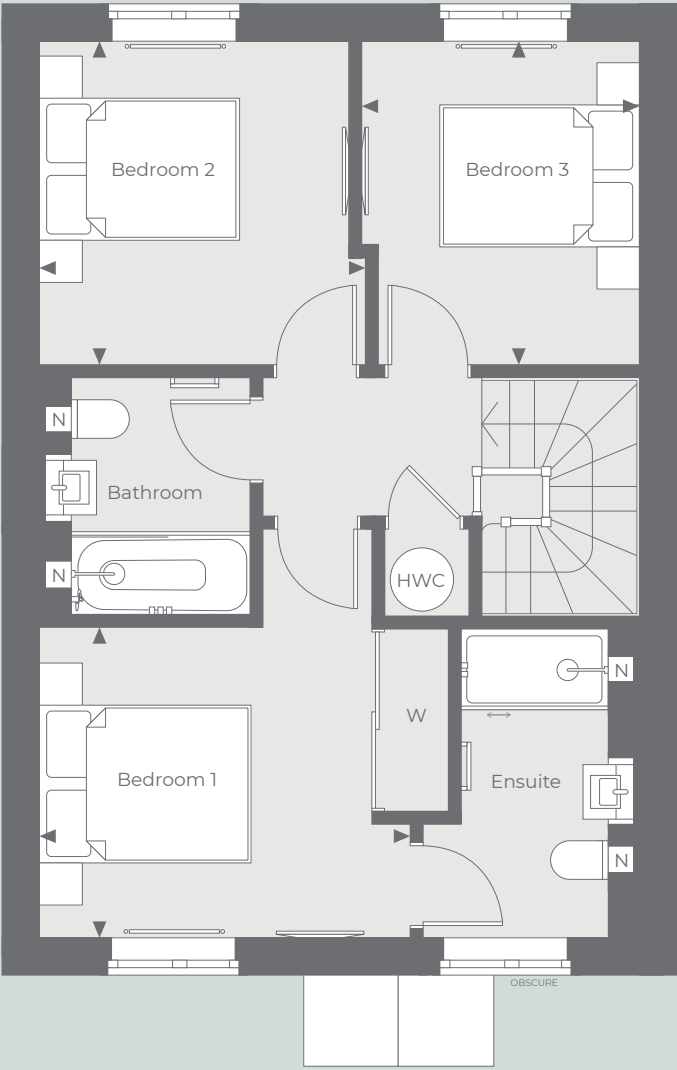 Bedroom 2
Bedroom 3
N
Bathroom
N
HWC
N
W
Bedroom 1
Ensuite
N
OBSCURE